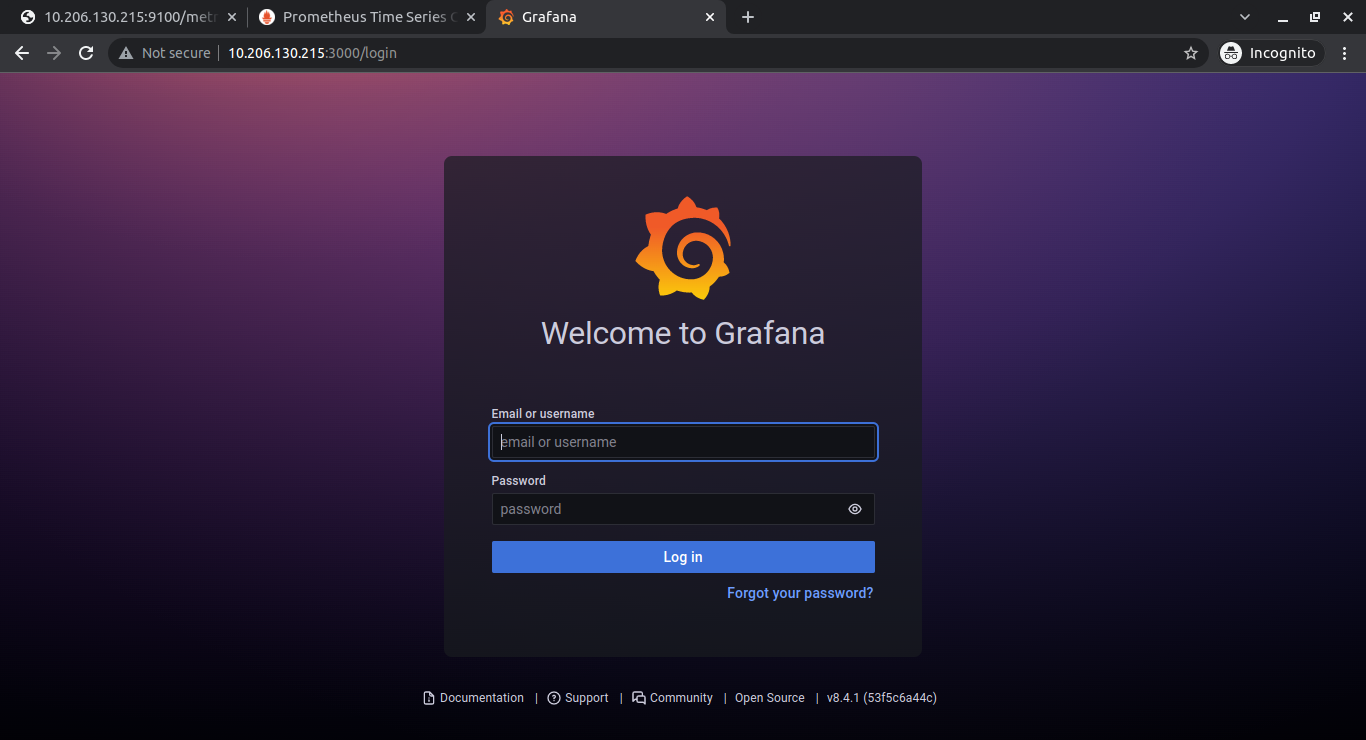 10.206.130.215:9100/metr
Prometheus Time Series C
Grafana
Not secure
10.206.130.215:3000/login
Incognito
Welcome to Grafana
Email or username
email or username
Password
password
Log in
Forgot your password?
Documentation | Support | Community | Open Source | v8.4.1 (53f5c6a44c)